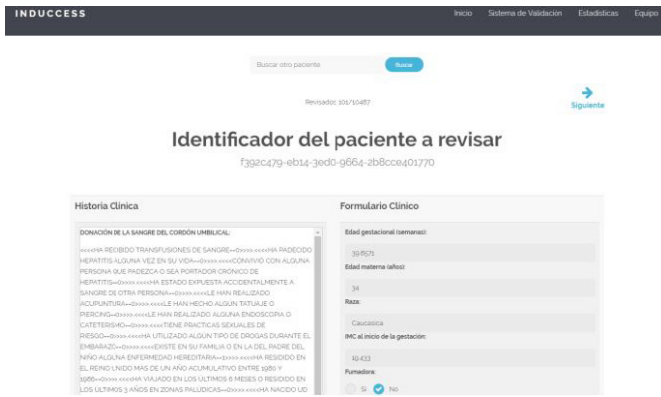 INDUCCESS
Inicio Sistema de Validación Estadísticas Equipo
Buscar otro paciente Buscar
Revisados: 101/10487
Siguiente
Identificador del paciente a revisar
f392c479-eb14-3ed0-9664-2b8cce401770
Historia Clínica
DONACIÓN DE LA SANGRE DEL CORDÓN UMBILICAL:
<<<<HA RECIBIDO TRANSFUSIONES DE SANGRE==0>>>>.<<<<HA PADECIDO
HEPATITIS ALGUNA VEZ EN SU VIDA==0>>>>.<<<<CONVIVIÓ CON ALGUNA
PERSONA QUE PADEZCA O SEA PORTADOR CRÓNICO DE
HEPATITIS==0>>>>.<<<<HA ESTADO EXPUESTA ACCIDENTALMENTE A
SANGRE DE OTRA PERSONA==0>>>>.<<<<LE HAN REALIZADO
ACUPUNTURA==0>>>>.<<<<LE HAN HECHO ALGUN TATUAJE O
PIERCING==0>>>>.<<<<LE HAN REALIZADO ALGUNA ENDOSCOPIA O
CATETERISMO==0>>>>.<<<<TIENE PRACTICAS SEXUALES DE
RIESGO==0>>>>.<<<<HA UTILIZADO ALGUN TIPO DE DROGAS DURANTE EL
EMBARAZO==0>>>>.<<<<EXISTE EN SU FAMILIA O EN LA DEL PADRE DEL
NIÑO ALGUNA ENFERMEDAD HEREDITARIA==0>>>>.<<<<HA RESIDIDO EN
EL REINO UNIDO MÁS DE UN AÑO ACUMULATIVO ENTRE 1980 Y
1986==0>>>>.<<<<HA VIAJADO EN LOS ULTIMOS 6 MESES O RESIDIDO EN
LOS ULTIMOS 3 AÑOS EN ZONAS PALÚDICAS==0>>>>.<<<<HA NACIDO UD
Formulario Clínico
Edad gestacional (semanas):
39.8571
Edad materna (años):
34
Raza:
Caucasica
IMC al inicio de la gestación:
19.433
Fumadora:
Si No